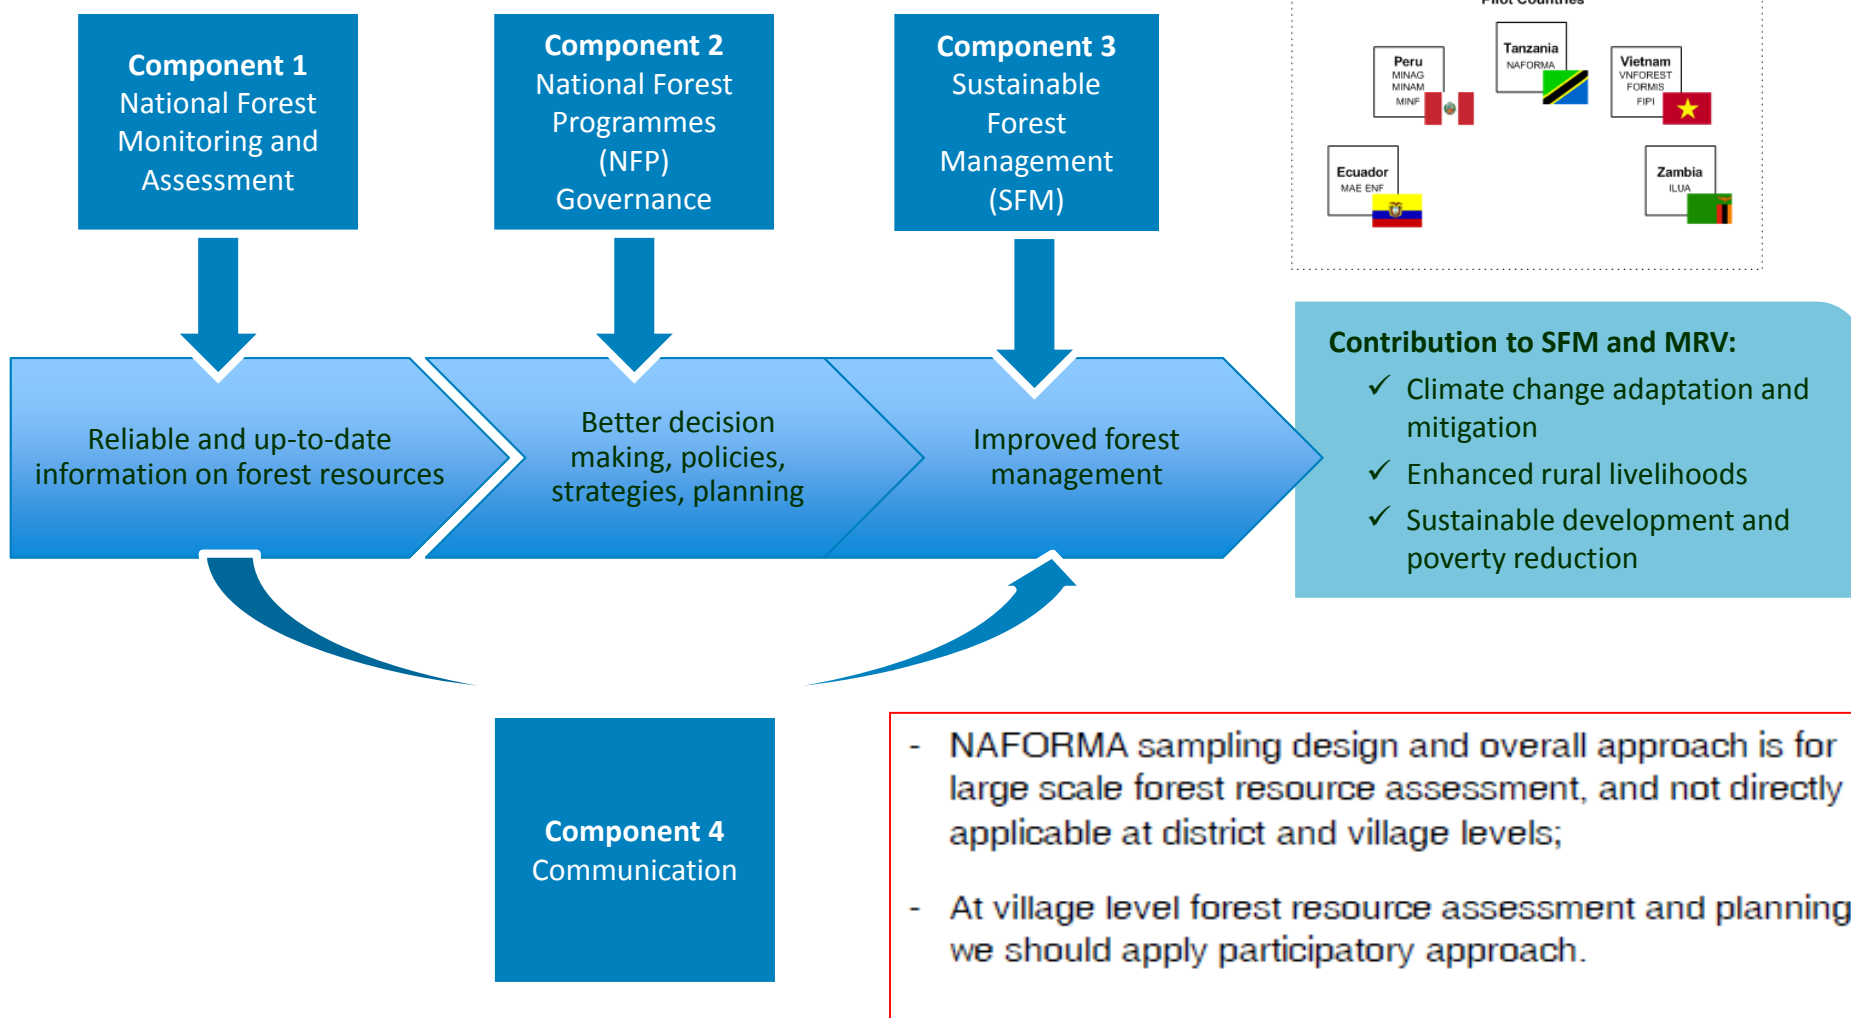 Component 1
National Forest
Monitoring and
Assessment
Component 2
National Forest
Programmes
(NFP)
Governance
Component 3
Sustainable
Forest
Management
(SFM)
Pilot Countries
Peru
MINAG
MINAM
MINF
Tanzania
NAFORMA
Vietnam
VNFOREST
FORMIS
FIPI
Ecuador
MAE ENF
Zambia
ILUA
Reliable and up-to-date
information on forest resources
Better decision
making, policies,
strategies, planning
Improved forest
management
Contribution to SFM and MRV:
✓ Climate change adaptation and
mitigation
✓ Enhanced rural livelihoods
✓ Sustainable development and
poverty reduction
Component 4
Communication
- NAFORMA sampling design and overall approach is for
large scale forest resource assessment, and not directly
applicable at district and village levels;
- At village level forest resource assessment and planning
we should apply participatory approach.